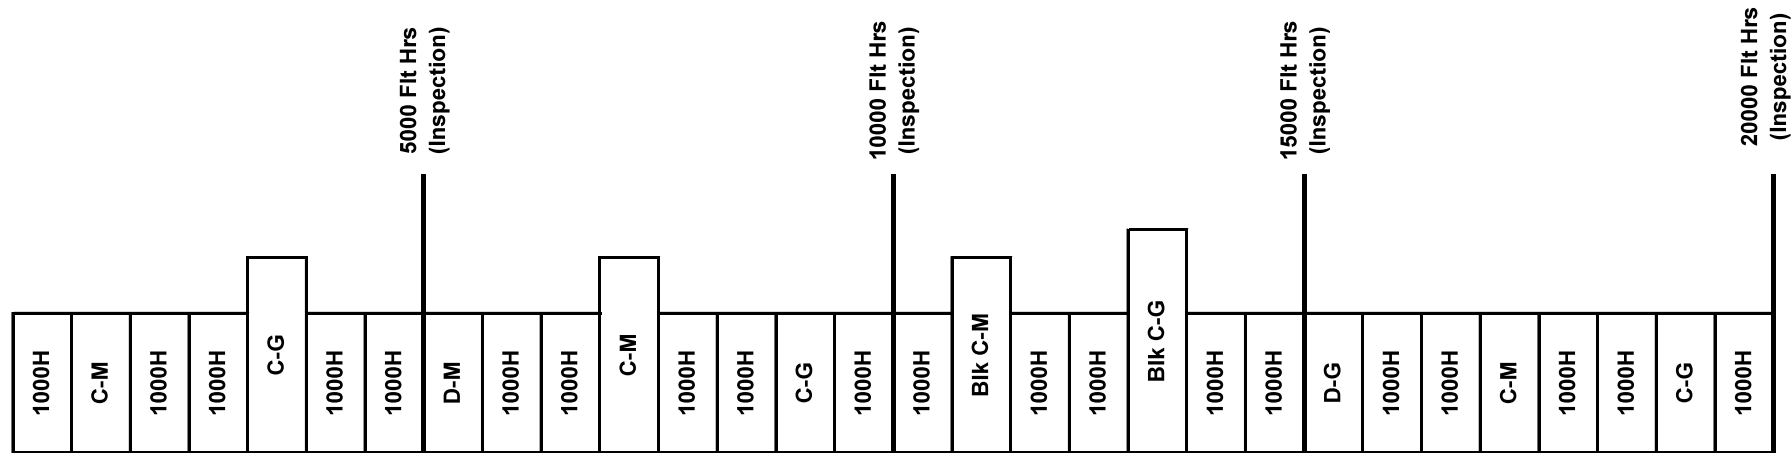 5000 Flt Hrs
(Inspection)
10000 Flt Hrs
(Inspection)
15000 Flt Hrs
(Inspection)
20000 Flt Hrs
(Inspection)
1000H
C-M
1000H
1000H
C-G
1000H
1000H
D-M
1000H
1000H
C-M
1000H
1000H
C-G
1000H
1000H
Blk C-M
1000H
1000H
Blk C-G
1000H
1000H
D-G
1000H
1000H
C-M
1000H
1000H
C-G
1000H